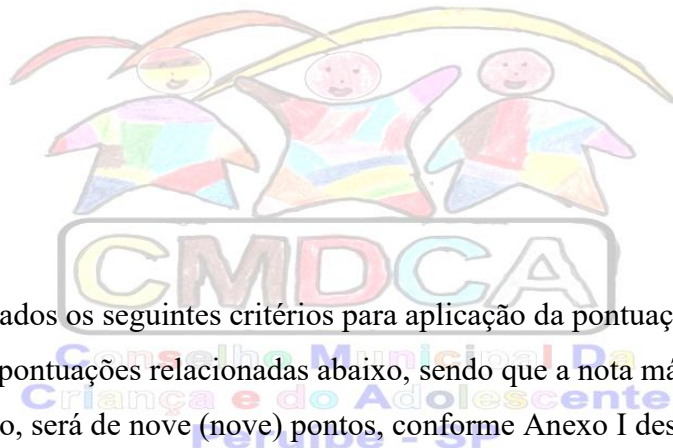 CMDCA
ados os seguintes critérios para aplicação da pontuaç
Conselho Municipal Da
pontuações relacionadas abaixo, sendo que a nota má
Criança e do Adolescente
o, será de nove (nove) pontos, conforme Anexo I des
Peruíbe - SP